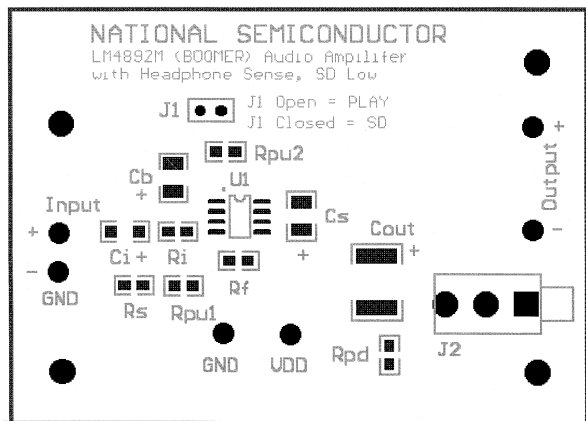 NATIONAL SEMICONDUCTOR
LM4892M (BOOMER) Audio Ampilifer
with Headphone Sense, SD Low
J1
J1 Open = PLAY
J1 Closed = SD
Rpu2
Cb
+
U1
Input
+
-
GND
Ci+
Ri
Cs
+
Cout
+
Output
+
-
Rs
Rpu1
Rf
GND
VDD
Rpd
J2